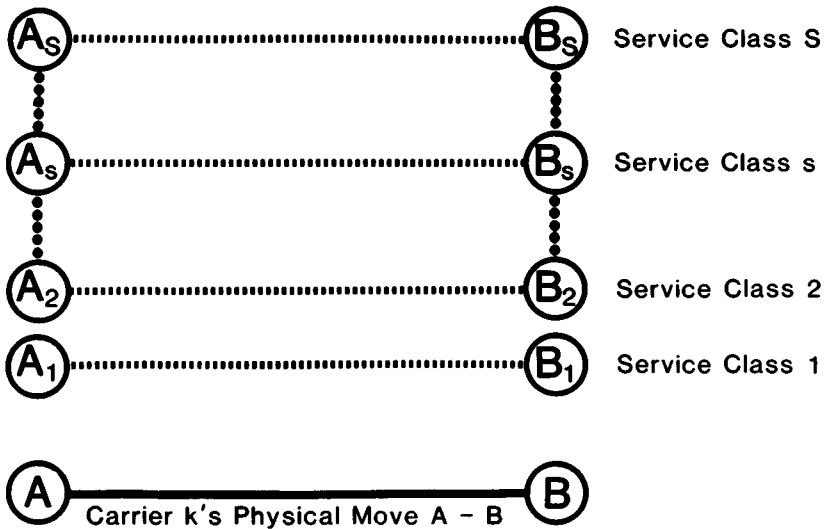 A_S B_S Service Class S
A_s B_s Service Class s
A_2 B_2 Service Class 2
A_1 B_1 Service Class 1
A B
Carrier k's Physical Move A - B